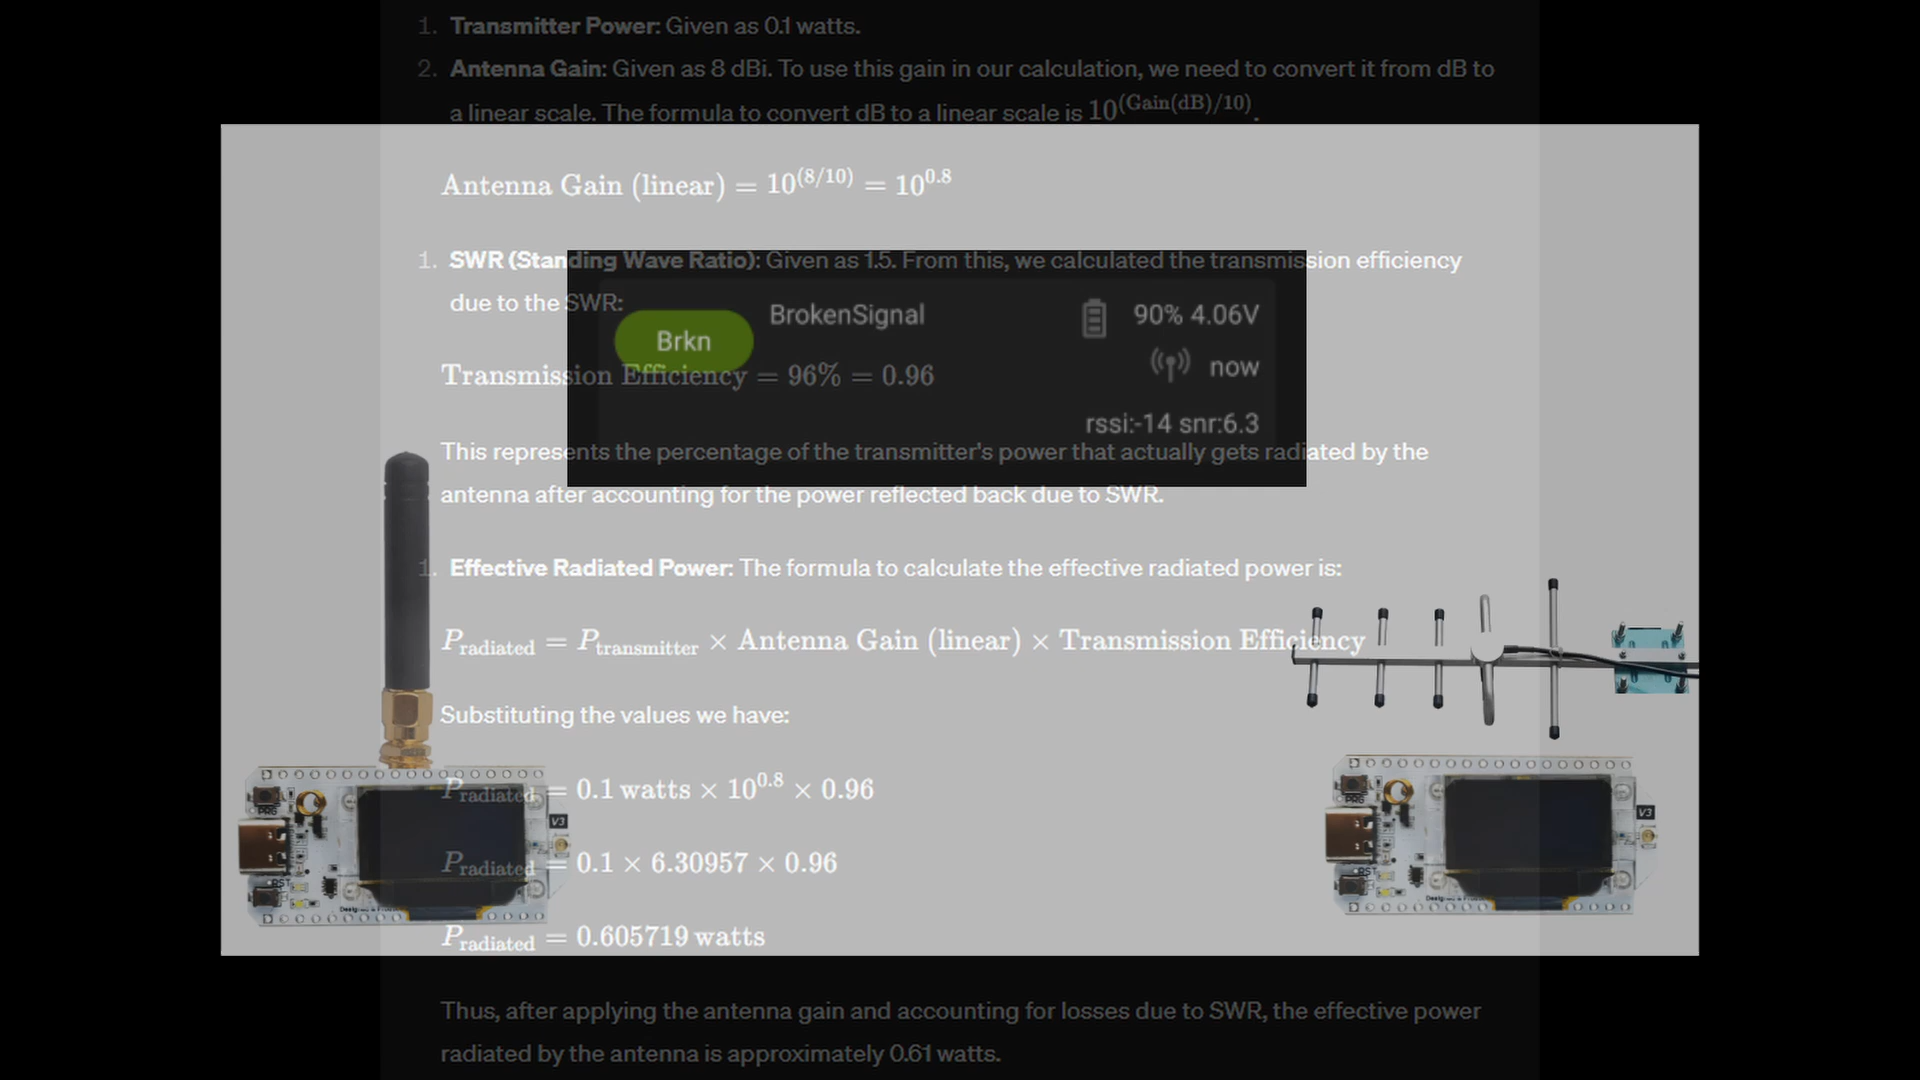 1. Transmitter Power: Given as 0.1 watts.
2. Antenna Gain: Given as 8 dBi. To use this gain in our calculation, we need to convert it from dB to
a linear scale. The formula to convert dB to a linear scale is 10^(Gain(dB)/10).
Antenna Gain (linear) = 10^(8/10) = 10^0.8
1. SWR (Standing Wave Ratio): Given as 1.5. From this, we calculated the transmission efficiency
due to the SWR:
Brkn
BrokenSignal
90% 4.06V
now
rssi:-14 snr:6.3
Transmission Efficiency = 96% = 0.96
This represents the percentage of the transmitter's power that actually gets radiated by the
antenna after accounting for the power reflected back due to SWR.
1. Effective Radiated Power: The formula to calculate the effective radiated power is:
P_radiated = P_transmitter × Antenna Gain (linear) × Transmission Efficiency
Substituting the values we have:
P_radiated = 0.1 watts × 10^0.8 × 0.96
P_radiated = 0.1 × 6.30957 × 0.96
P_radiated = 0.605719 watts
Thus, after applying the antenna gain and accounting for losses due to SWR, the effective power
radiated by the antenna is approximately 0.61 watts.
PRG
RST
V3
PRG
RST
V3